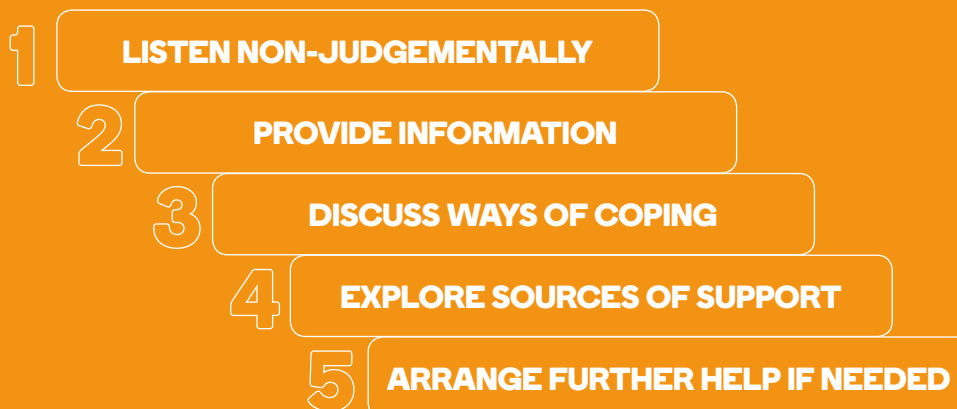 1 LISTEN NON-JUDGEMENTALLY
2 PROVIDE INFORMATION
3 DISCUSS WAYS OF COPING
4 EXPLORE SOURCES OF SUPPORT
5 ARRANGE FURTHER HELP IF NEEDED